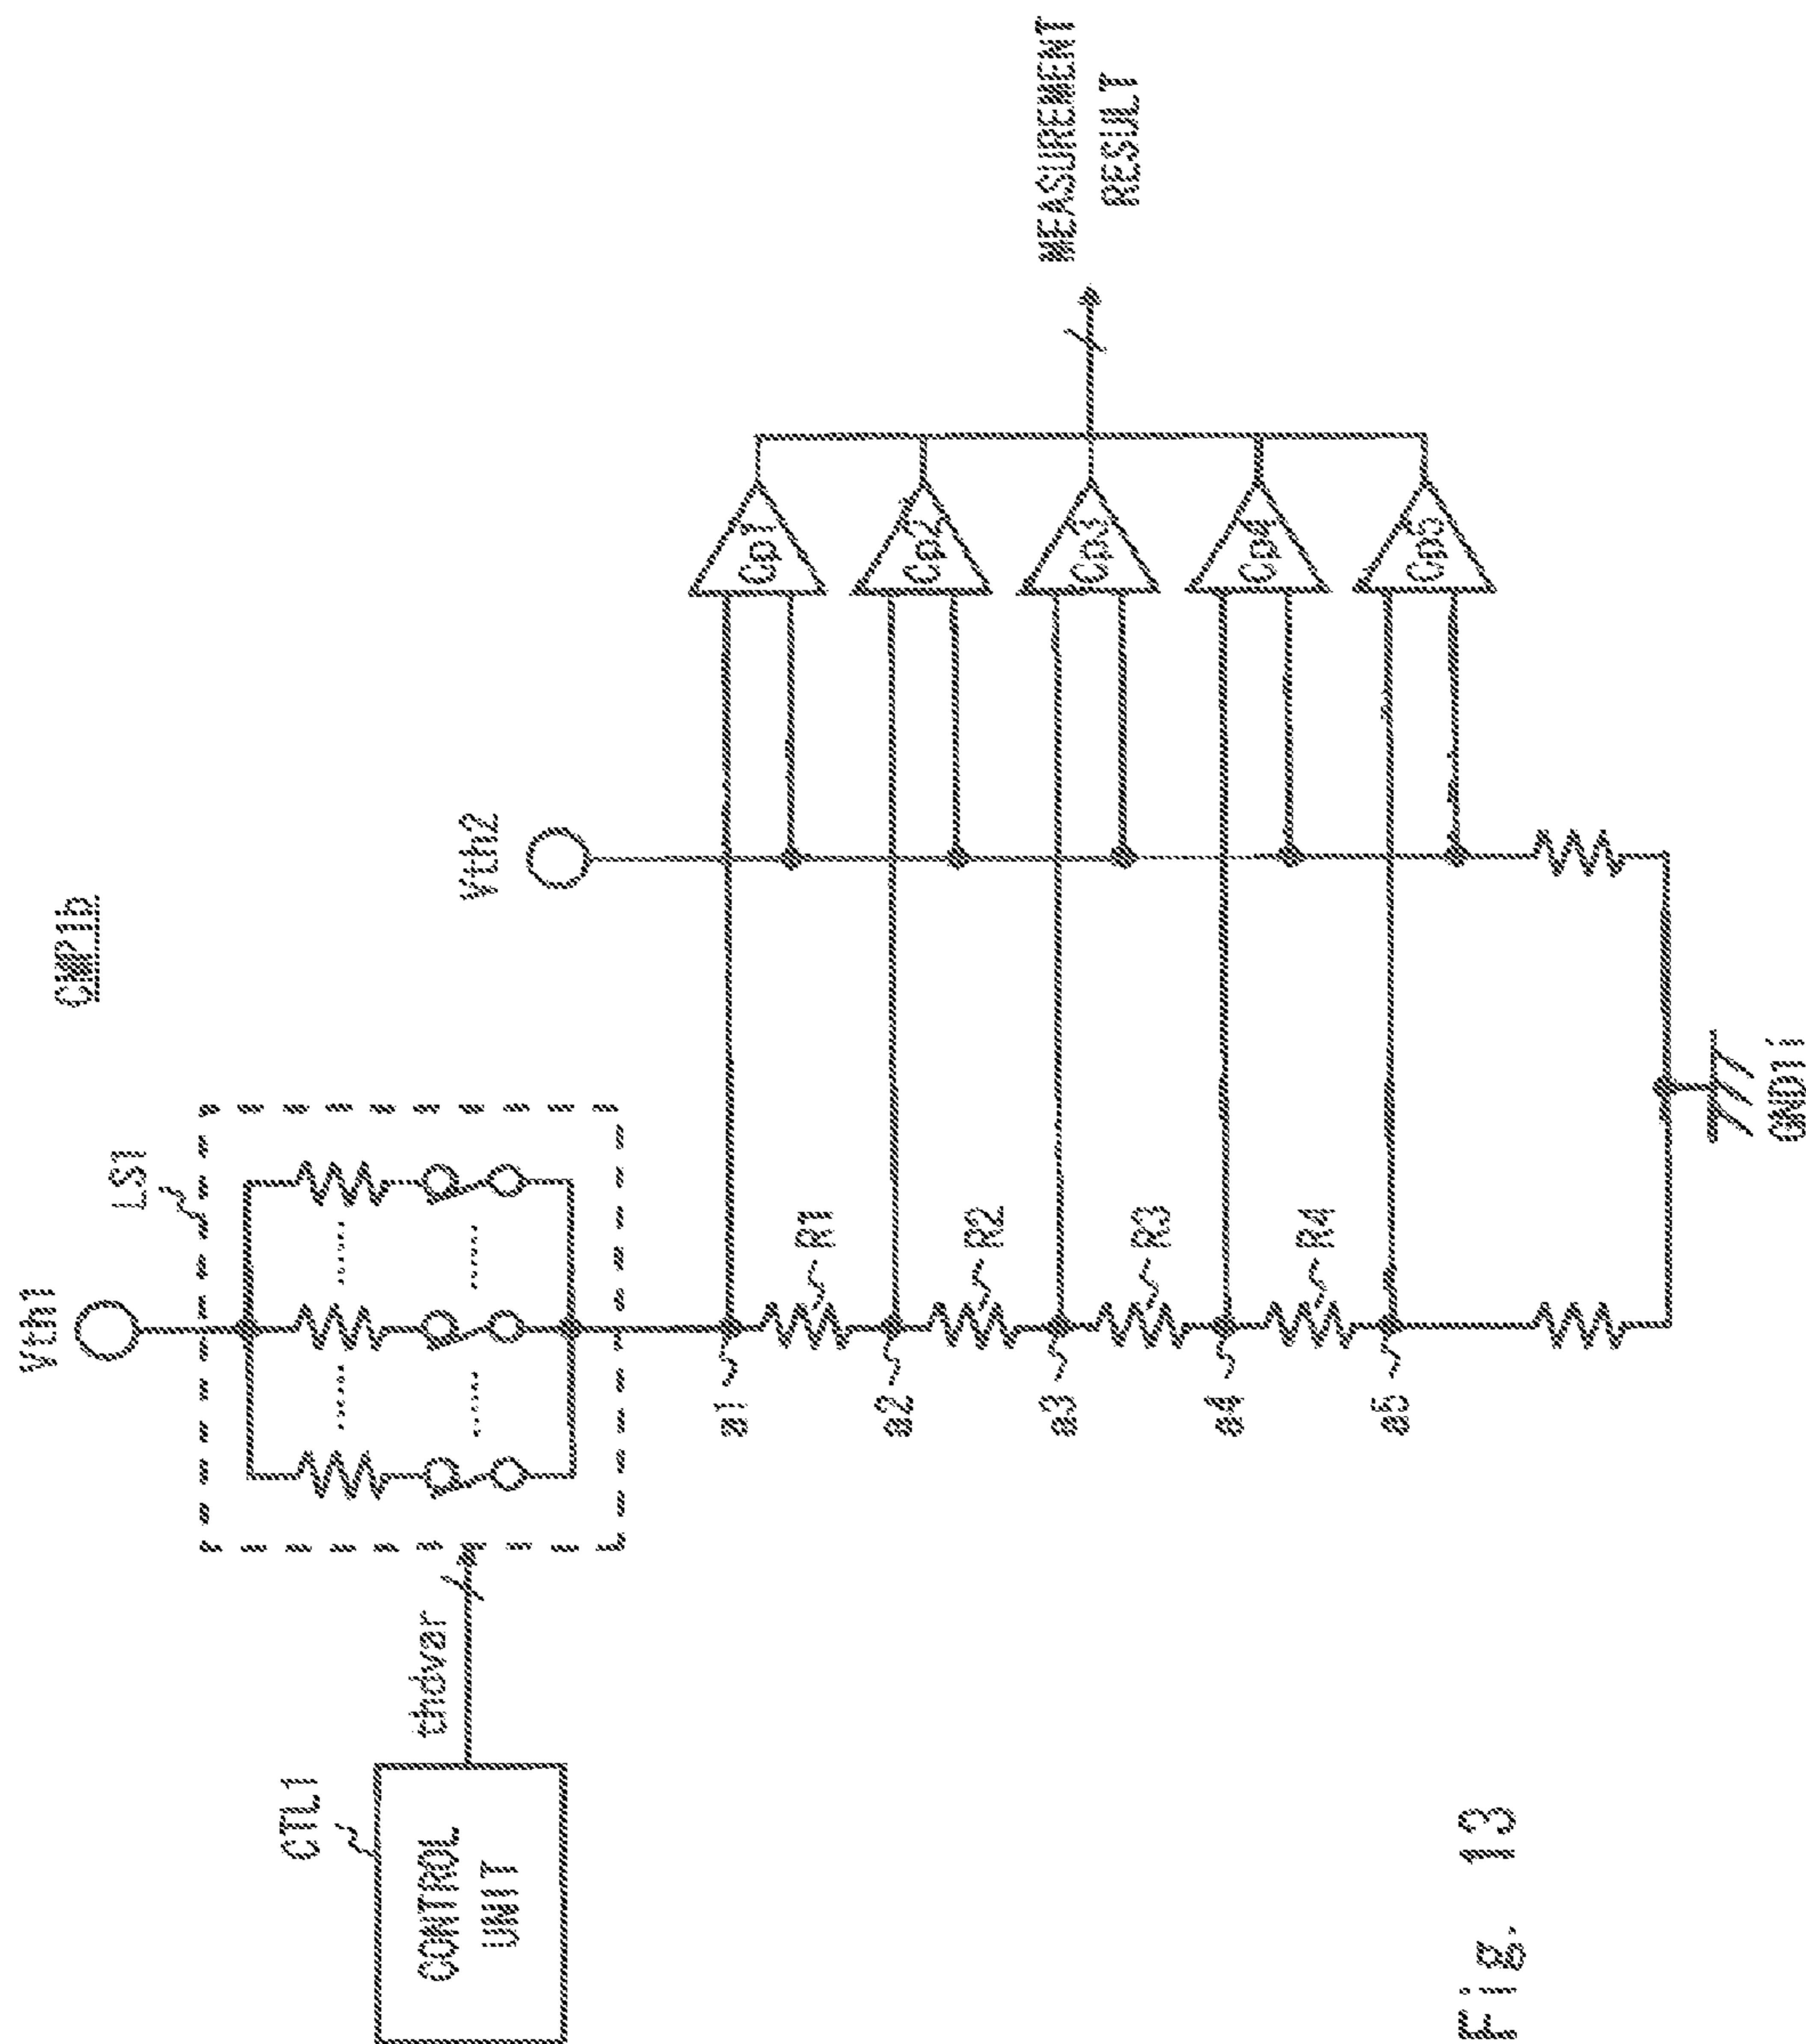 CMP1b
Vth1
LS1
CTL1
CONTROL
UNIT
thdvar
Vth2
a1
R1
a2
R2
a3
R3
a4
R4
a5
Cp1
Cp2
Cp3
Cp4
Cp5
MEASUREMENT
RESULT
GND1i
Fig. 13